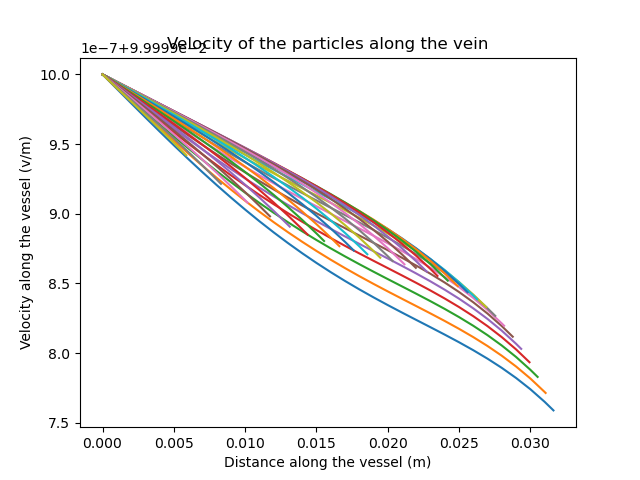 Velocity of the particles along the vein
1e−7+9.9999e−2
10.0
9.5
9.0
8.5
8.0
7.5
Velocity along the vessel (v/m)
0.000 0.005 0.010 0.015 0.020 0.025 0.030
Distance along the vessel (m)